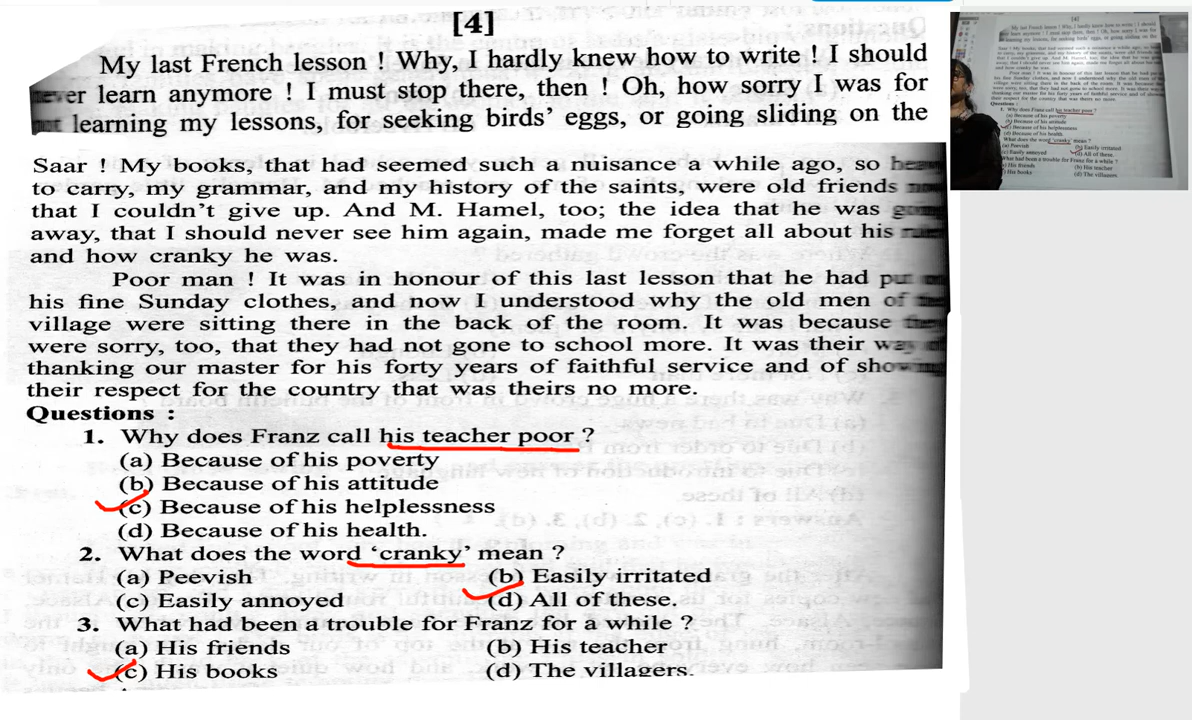 [4]
My last French lesson ! Why, I hardly knew how to write ! I should
never learn anymore ! I must stop there, then ! Oh, how sorry I was for
not learning my lessons, for seeking birds' eggs, or going sliding on the
Saar ! My books, that had seemed such a nuisance a while ago, so heavy
to carry, my grammar, and my history of the saints, were old friends now
that I couldn't give up. And M. Hamel, too; the idea that he was going
away, that I should never see him again, made me forget all about his
and how cranky he was.
Poor man ! It was in honour of this last lesson that he had put on
his fine Sunday clothes, and now I understood why the old men of the
village were sitting there in the back of the room. It was because they
were sorry, too, that they had not gone to school more. It was their way of
thanking our master for his forty years of faithful service and of showing
their respect for the country that was theirs no more.
Questions :
1. Why does Franz call his teacher poor ?
(a) Because of his poverty
(b) Because of his attitude
(c) Because of his helplessness
(d) Because of his health.
2. What does the word 'cranky' mean ?
(a) Peevish (b) Easily irritated
(c) Easily annoyed (d) All of these.
3. What had been a trouble for Franz for a while ?
(a) His friends (b) His teacher
(c) His books (d) The villagers.